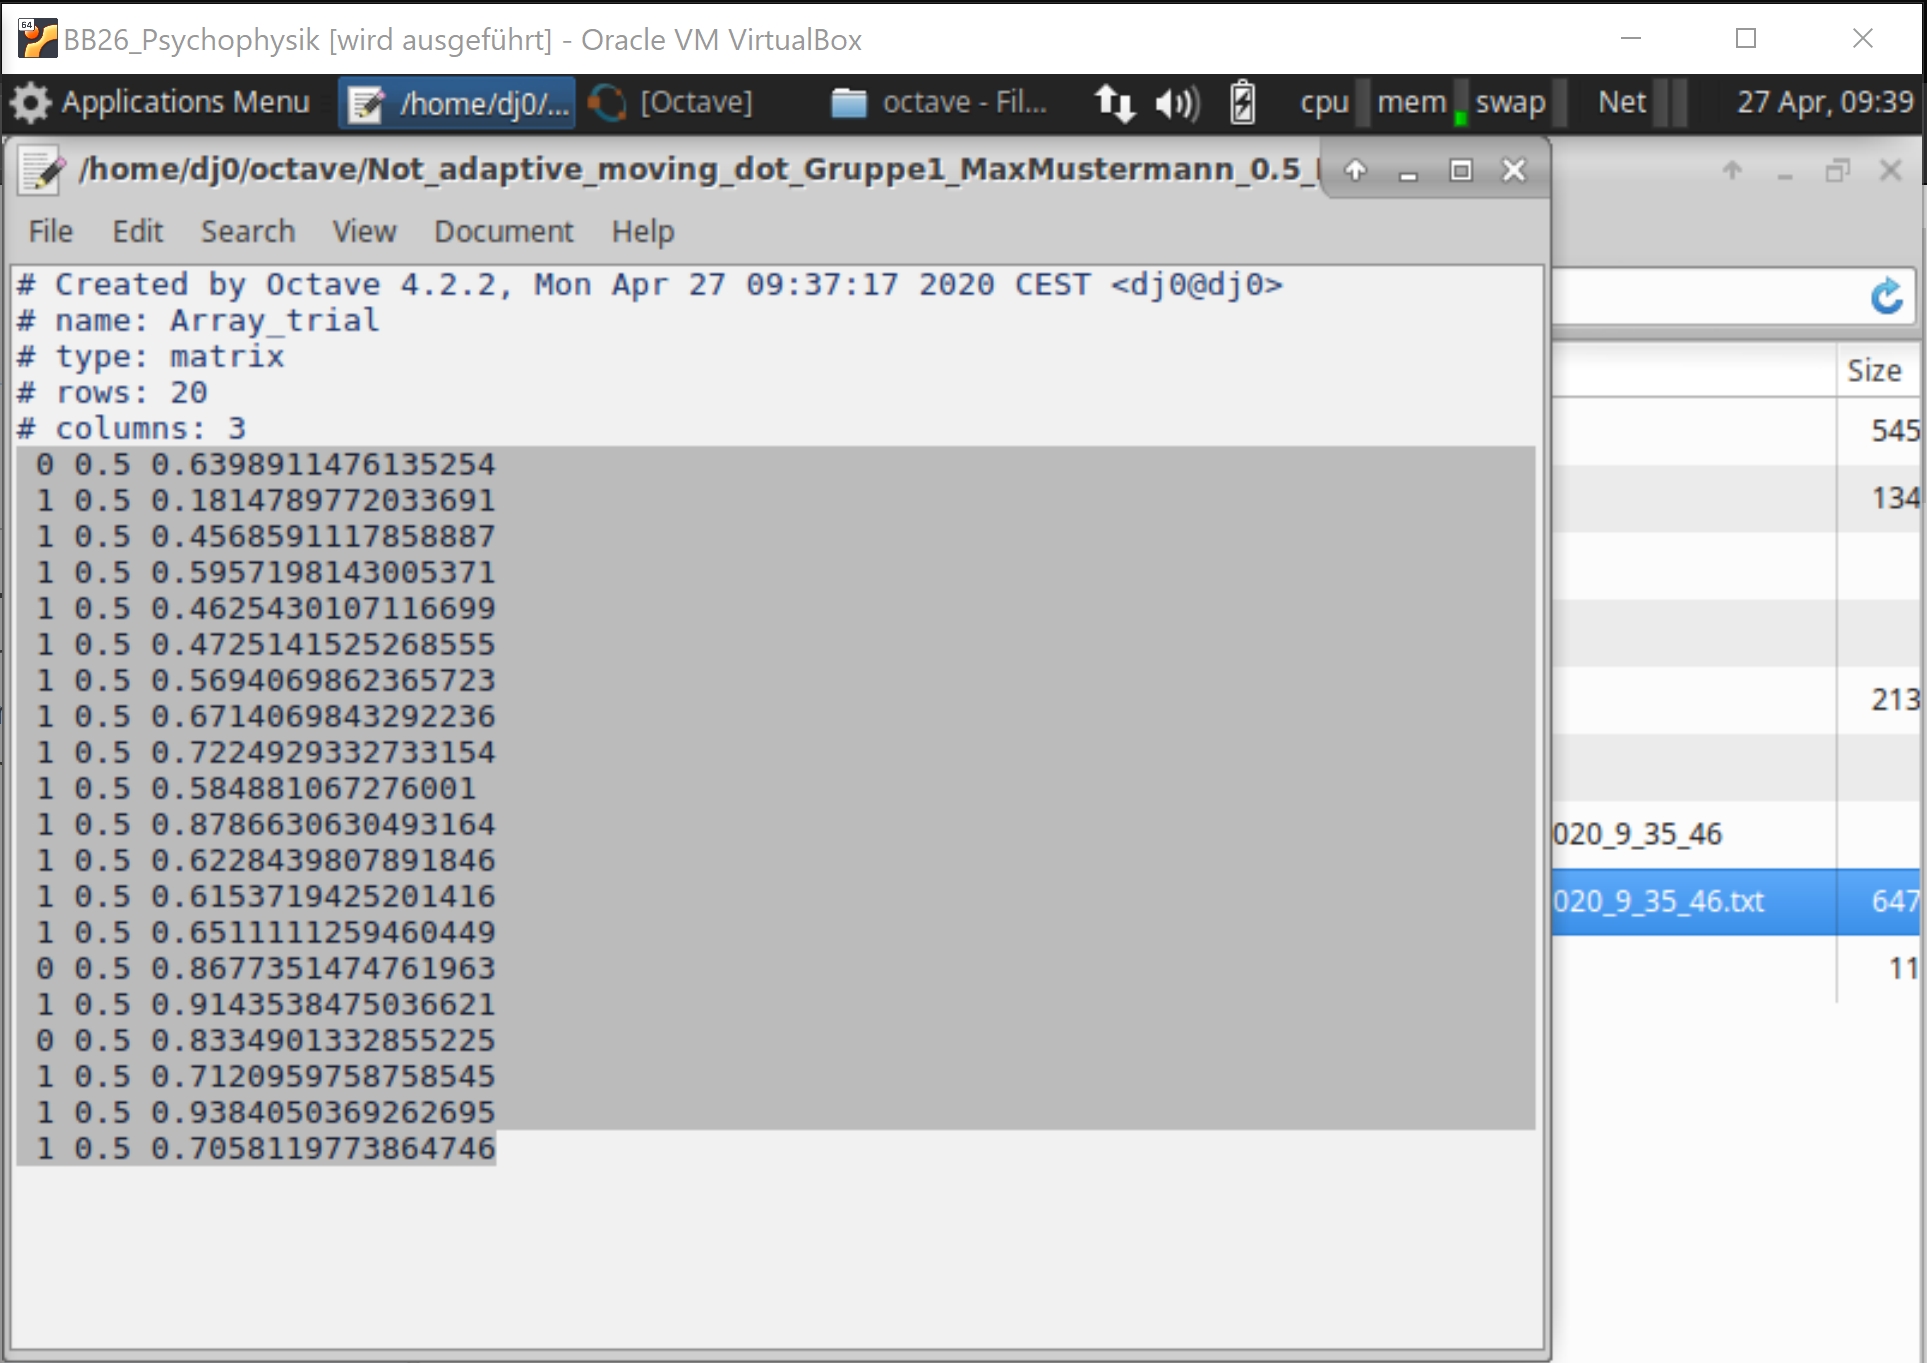 64
BB26_Psychophysik [wird ausgeführt] - Oracle VM VirtualBox
Applications Menu /home/dj0/... [Octave] octave - Fil... cpu mem swap Net 27 Apr, 09:39
/home/dj0/octave/Not_adaptive_moving_dot_Gruppe1_MaxMustermann_0.5_
File Edit Search View Document Help
# Created by Octave 4.2.2, Mon Apr 27 09:37:17 2020 CEST <dj0@dj0>
# name: Array_trial
# type: matrix
# rows: 20
# columns: 3
0 0.5 0.6398911476135254
1 0.5 0.1814789772033691
1 0.5 0.4568591117858887
1 0.5 0.5957198143005371
1 0.5 0.4625430107116699
1 0.5 0.4725141525268555
1 0.5 0.5694069862365723
1 0.5 0.6714069843292236
1 0.5 0.7224929332733154
1 0.5 0.584881067276001
1 0.5 0.8786630630493164
1 0.5 0.6228439807891846
1 0.5 0.6153719425201416
1 0.5 0.6511111259460449
0 0.5 0.8677351474761963
1 0.5 0.9143538475036621
0 0.5 0.8334901332855225
1 0.5 0.7120959758758545
1 0.5 0.9384050369262695
1 0.5 0.7058119773864746
Size
545
134
213
020_9_35_46
020_9_35_46.txt 647
11